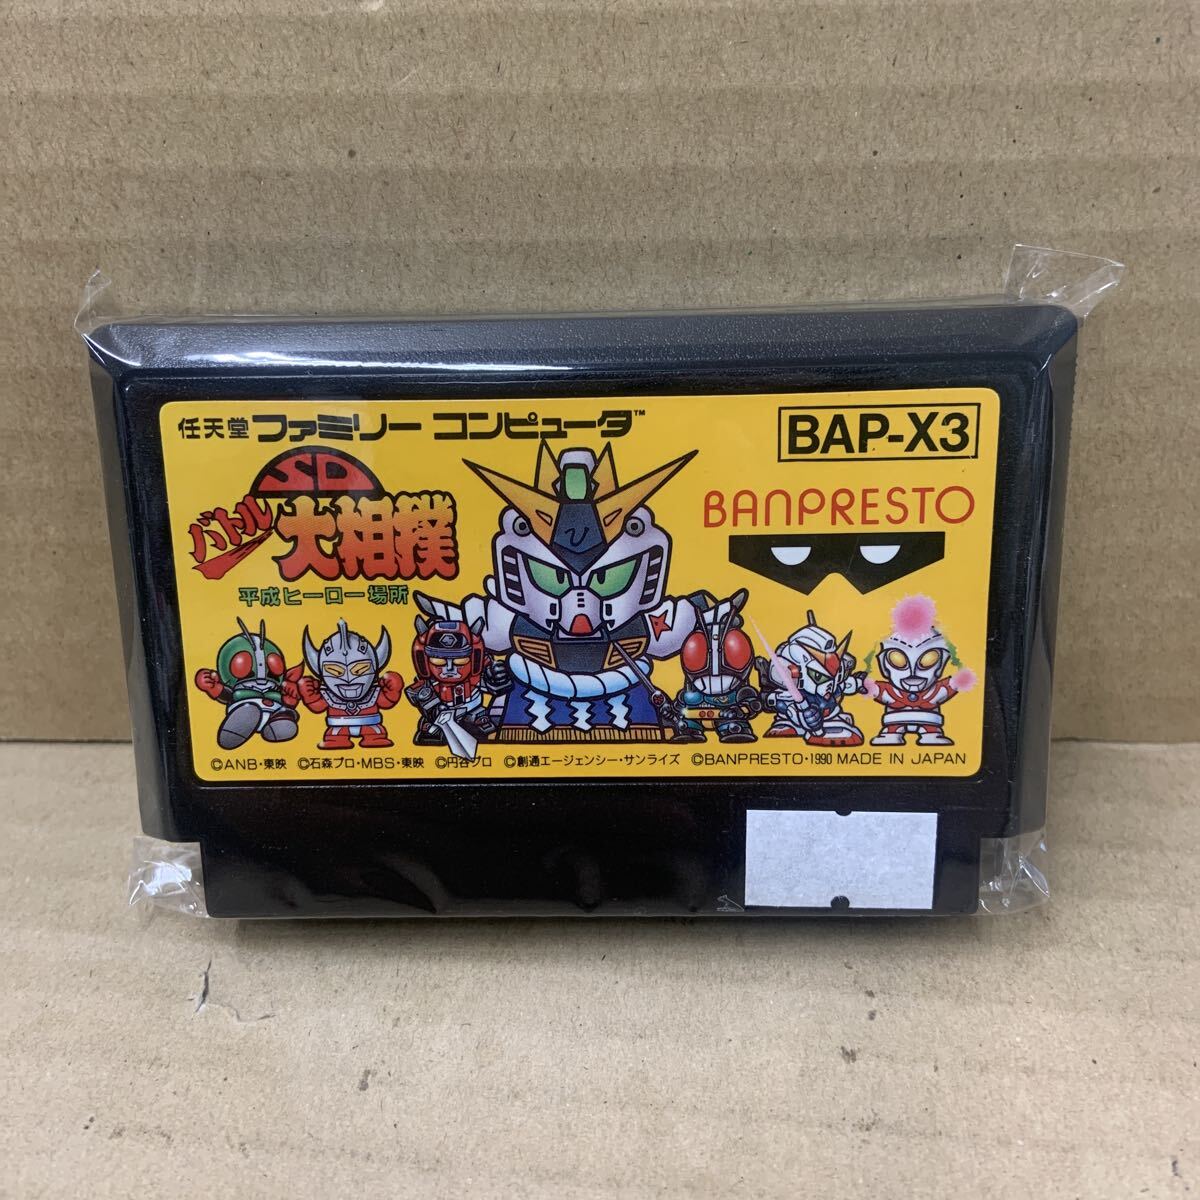 任天堂 ファミリー コンピュータ™
BAP-X3
SD
バトル
大相撲
平成ヒーロー場所
BANPRESTO
©ANB・東映 ©石森プロ・MBS・東映 ©円谷プロ ©創通エージェンシー・サンライズ ©BANPRESTO・1990 MADE IN JAPAN